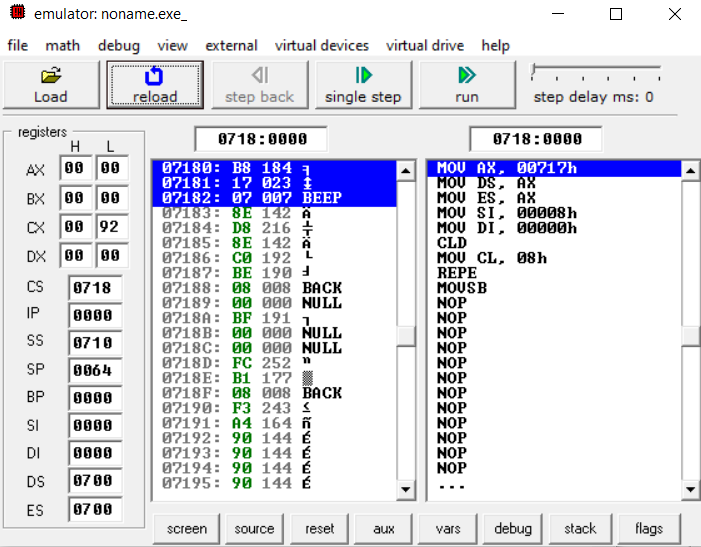 emulator: noname.exe_
file math debug view external virtual devices virtual drive help
Load reload step back single step run step delay ms: 0
registers
H L
AX 00 00
BX 00 00
CX 00 92
DX 00 00
CS 0718
IP 0000
SS 0710
SP 0064
BP 0000
SI 0000
DI 0000
DS 0700
ES 0700
0718:0000
07180: B8 184 ╕
07181: 17 023 ↨
07182: 07 007 BEEP
07183: 8E 142 Ä
07184: D8 216 ╪
07185: 8E 142 Ä
07186: C0 192 └
07187: BE 190 ╛
07188: 08 008 BACK
07189: 00 000 NULL
0718A: BF 191 ┐
0718B: 00 000 NULL
0718C: 00 000 NULL
0718D: FC 252 ⁿ
0718E: B1 177 ▒
0718F: 08 008 BACK
07190: F3 243 ≤
07191: A4 164 ñ
07192: 90 144 É
07193: 90 144 É
07194: 90 144 É
07195: 90 144 É
0718:0000
MOV AX, 00717h
MOV DS, AX
MOV ES, AX
MOV SI, 00008h
MOV DI, 00000h
CLD
MOV CL, 08h
REPE
MOVSB
NOP
NOP
NOP
NOP
NOP
NOP
NOP
NOP
NOP
NOP
NOP
NOP
...
screen source reset aux vars debug stack flags